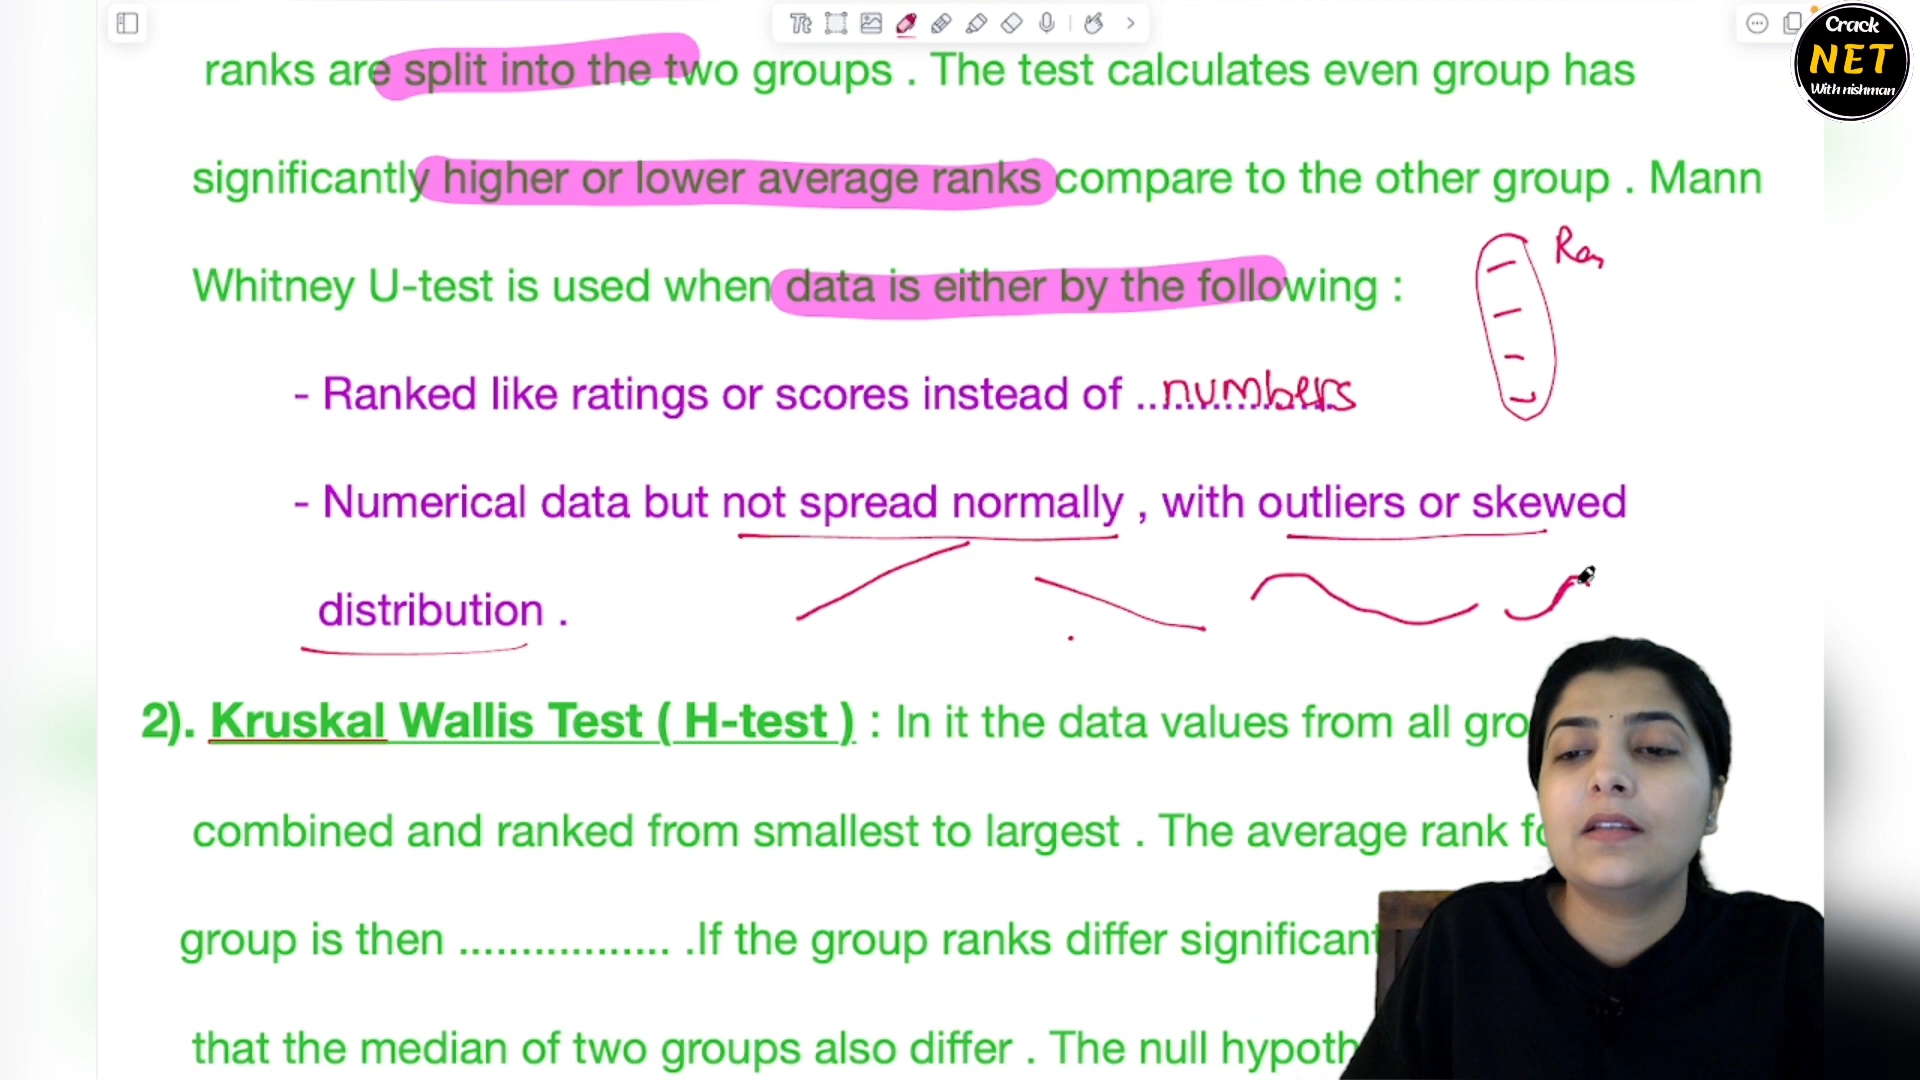 Crack
NET
With nishman
ranks are split into the two groups . The test calculates even group has
significantly higher or lower average ranks compare to the other group . Mann
Whitney U-test is used when data is either by the following :
- Ranked like ratings or scores instead of ................ numbers
- Numerical data but not spread normally , with outliers or skewed
distribution .
2). Kruskal Wallis Test ( H-test ) : In it the data values from all
combined and ranked from smallest to largest . The average rank
group is then ................. .If the group ranks differ
that the median of two groups also differ . The null